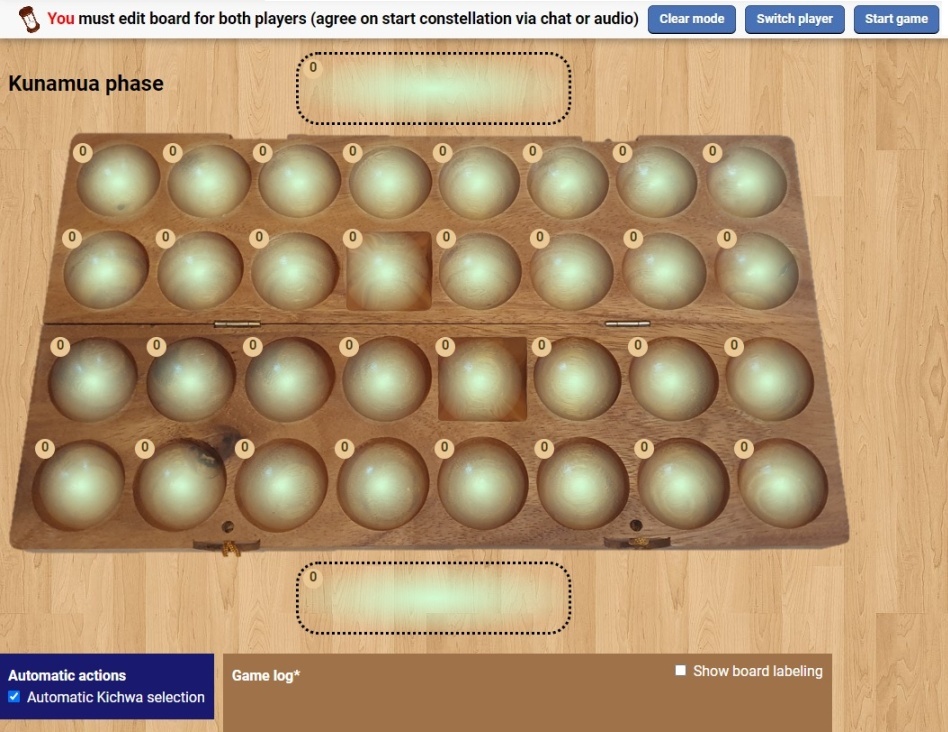 You must edit board for both players (agree on start constellation via chat or audio) Clear mode Switch player Start game
Kunamua phase
0
0 0 0 0 0 0 0 0
0 0 0 0 0 0 0 0
0 0 0 0 0 0 0 0
0 0 0 0 0 0 0 0
0
Automatic actions
Automatic Kichwa selection
Game log*
Show board labeling